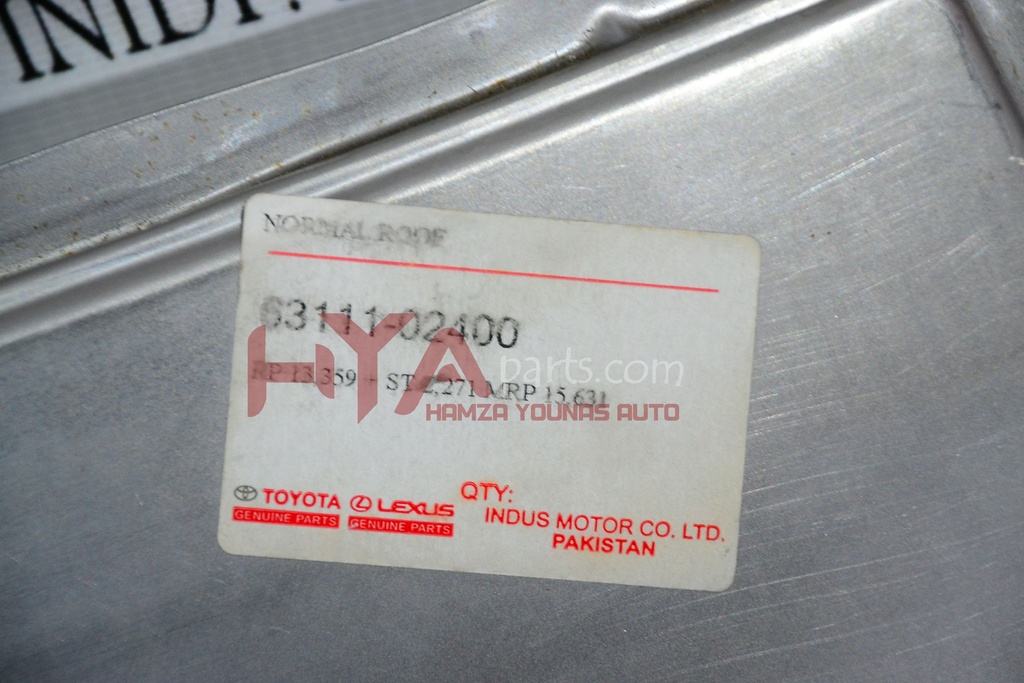 NORMAL ROOF
63111-02400
RP 13,359 + ST 2,271 MRP 15,631
HYA parts.com
HAMZA YOUNAS AUTO
TOYOTA
GENUINE PARTS
LEXUS
GENUINE PARTS
QTY:
INDUS MOTOR CO. LTD.
PAKISTAN